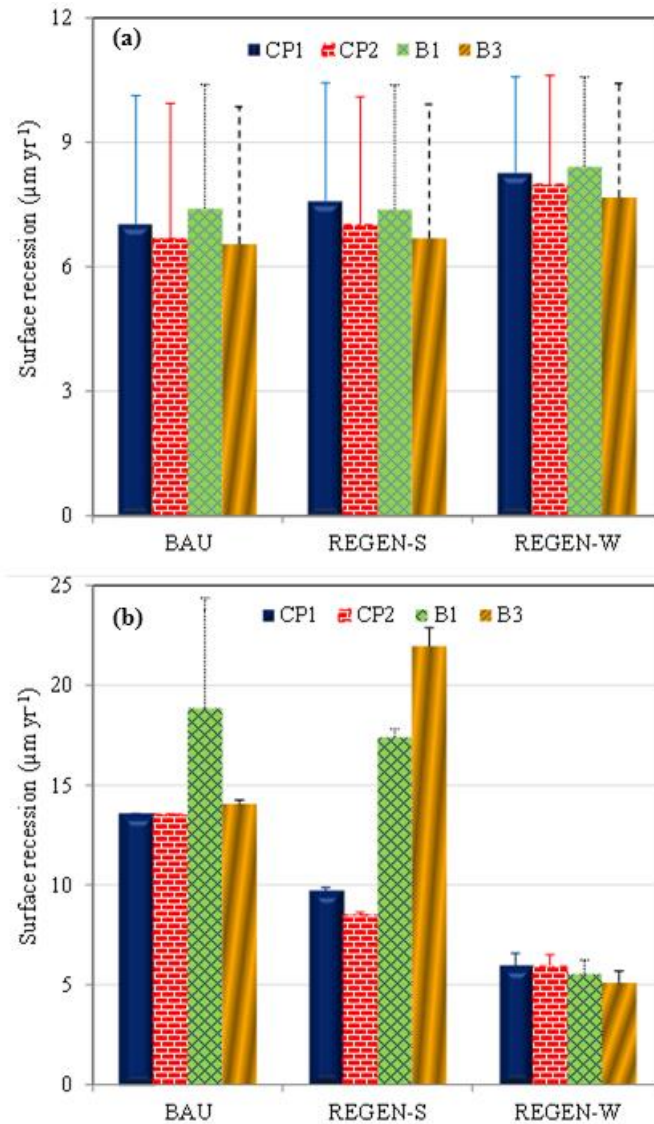 (a)
CP1 CP2 B1 B3
Surface recession (µm yr⁻¹)
12
9
6
3
0
BAU REGEN-S REGEN-W
(b)
CP1 CP2 B1 B3
Surface recession (µm yr⁻¹)
25
20
15
10
5
0
BAU REGEN-S REGEN-W